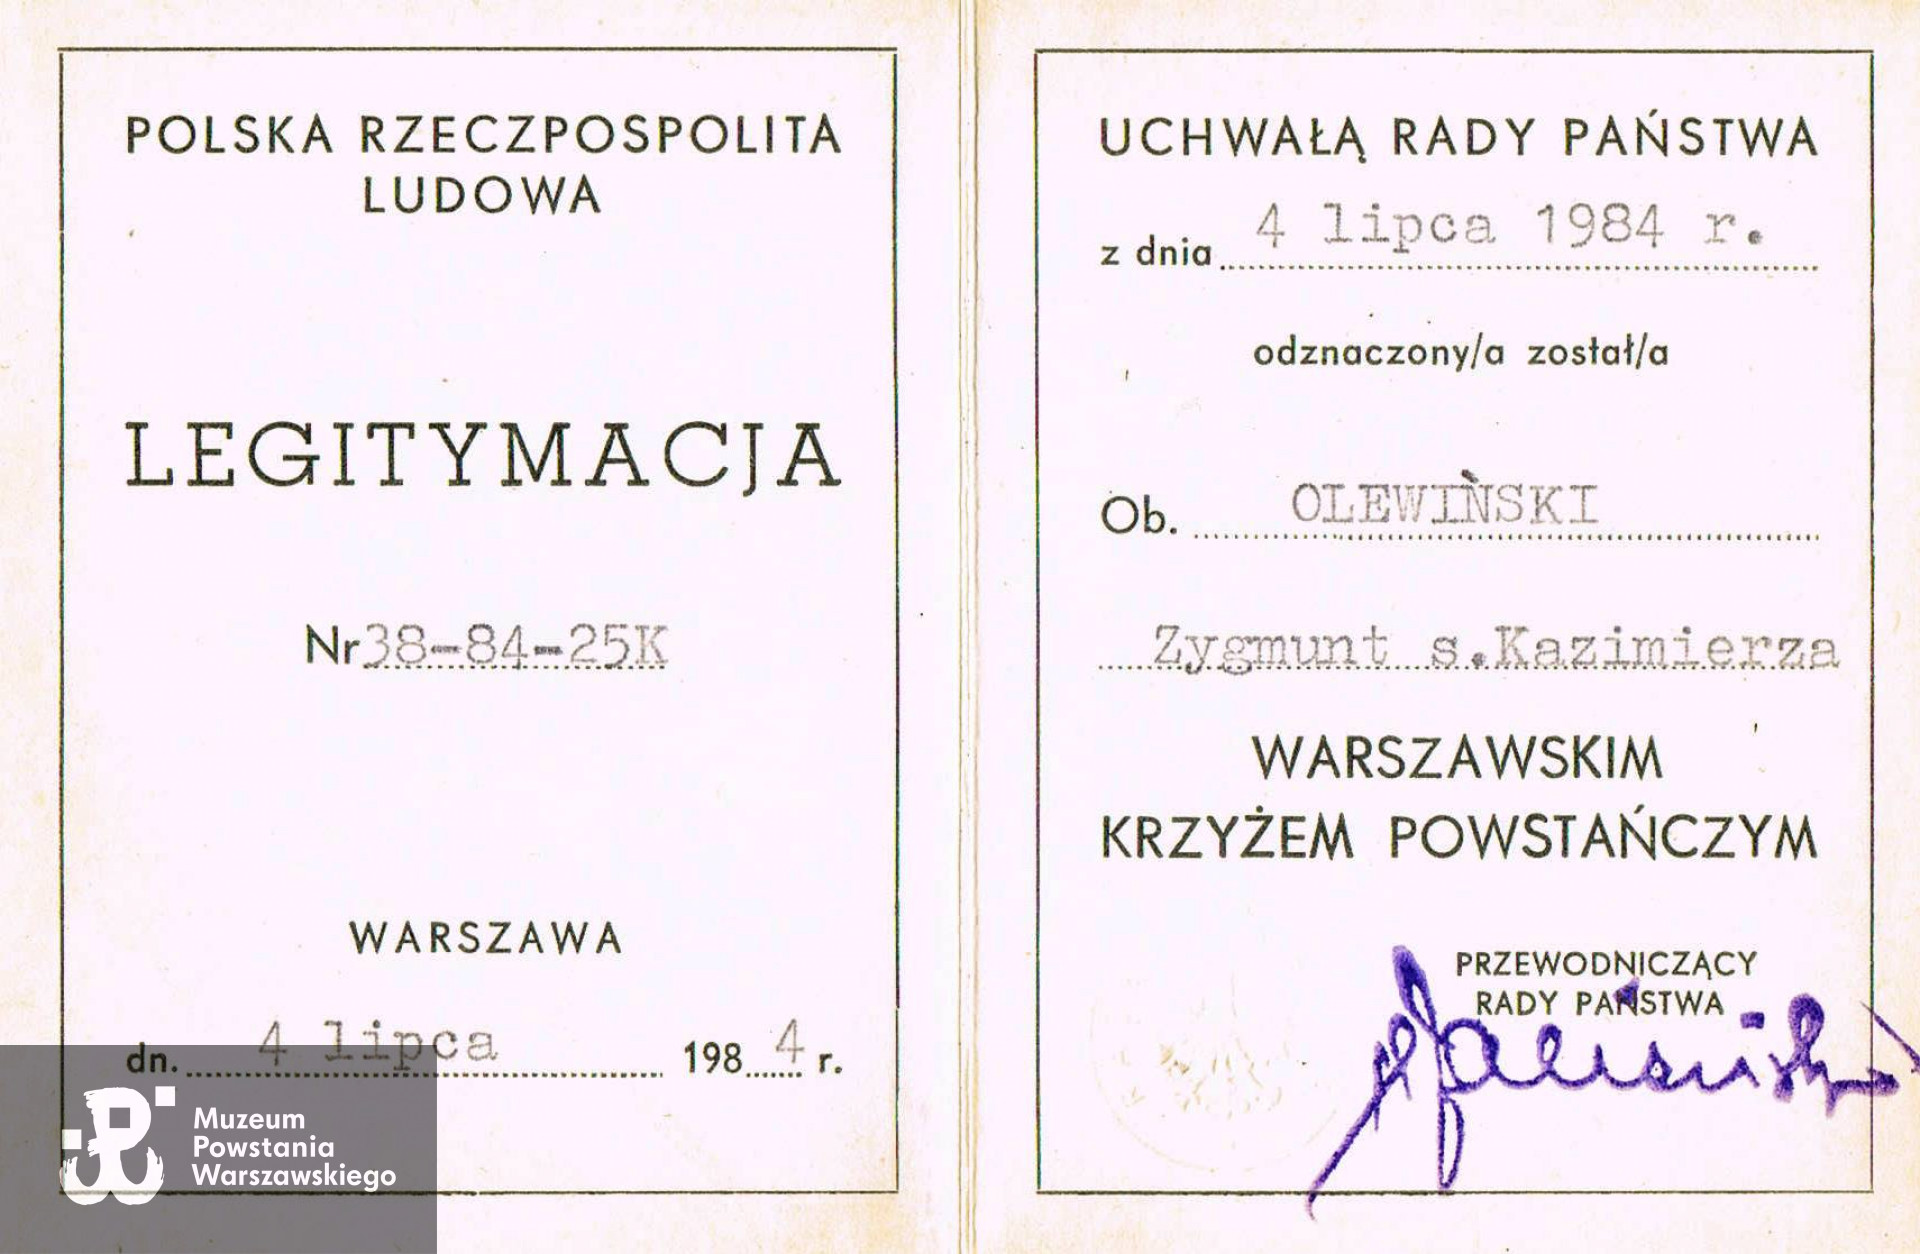 POLSKA RZECZPOSPOLITA
LUDOWA
LEGITYMACJA
Nr 38-84-25K
WARSZAWA
dn. 4 lipca 1984 r.
Muzeum
Powstania
Warszawskiego
UCHWAŁĄ RADY PAŃSTWA
z dnia 4 lipca 1984 r.
odznaczony/a został/a
Ob. OLEWIŃSKI
Zygmunt s.Kazimierza
WARSZAWSKIM
KRZYŻEM POWSTAŃCZYM
PRZEWODNICZĄCY
RADY PAŃSTWA